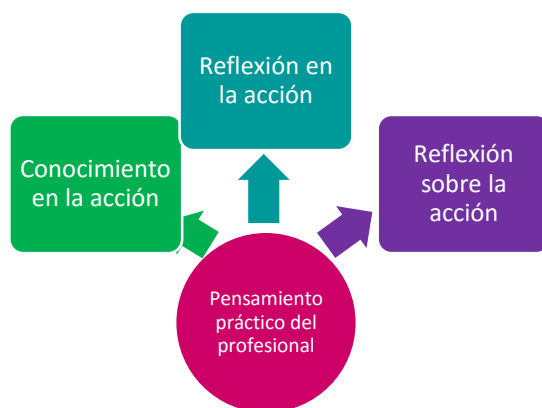 Reflexión en
la acción
Conocimiento
en la acción
Reflexión
sobre la
acción
Pensamiento
práctico del
profesional